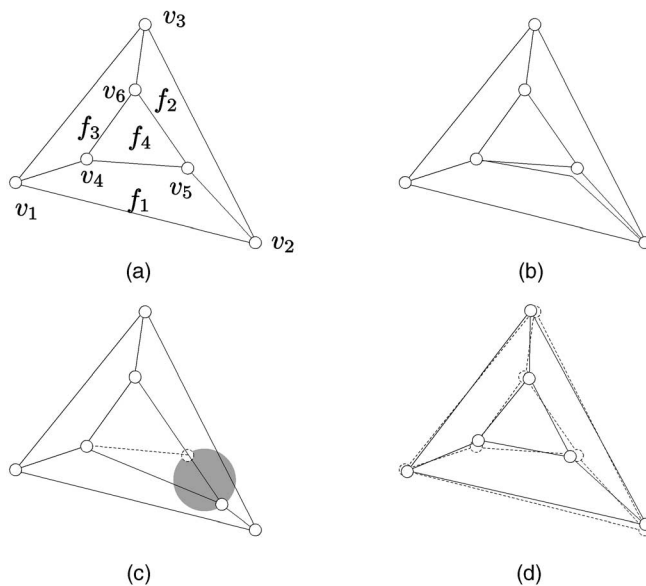 v₃
v₆ f₂
f₃ f₄
v₄ v₅
v₁ f₁ v₂
(a) (b)
(c) (d)